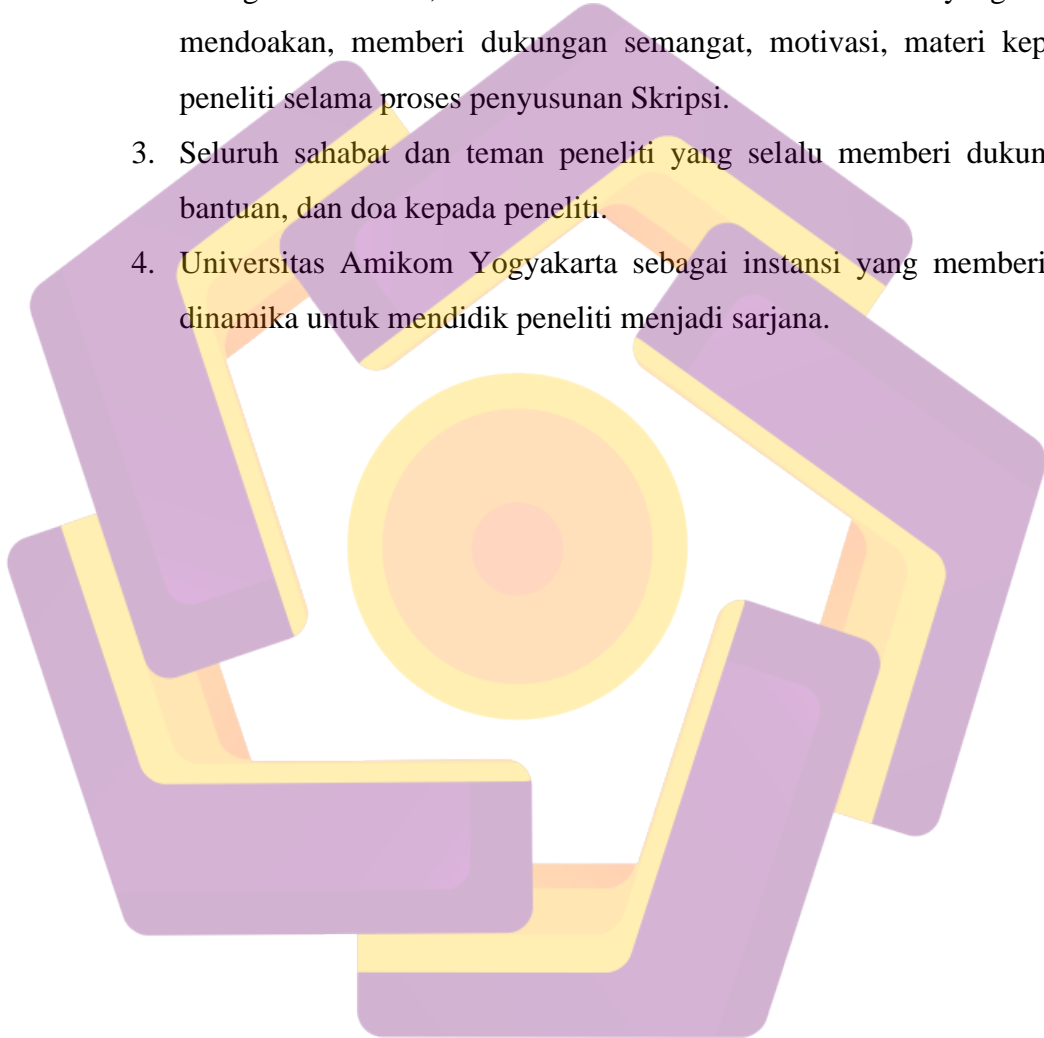 mendoakan, memberi dukungan semangat, motivasi, materi kep
peneliti selama proses penyusunan Skripsi.
3. Seluruh sahabat dan teman peneliti yang selalu memberi dukun
bantuan, dan doa kepada peneliti.
4. Universitas Amikom Yogyakarta sebagai instansi yang memberi
dinamika untuk mendidik peneliti menjadi sarjana.